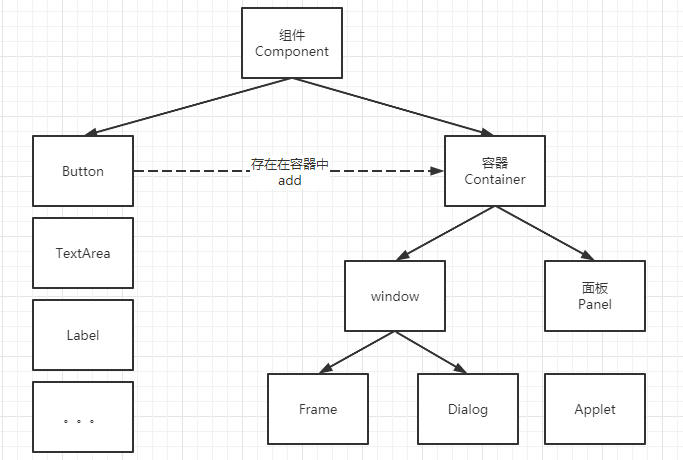 组件
Component
Button
存在在容器中
add
容器
Container
TextArea
window
面板
Panel
Label
Frame
Dialog
Applet
。。。